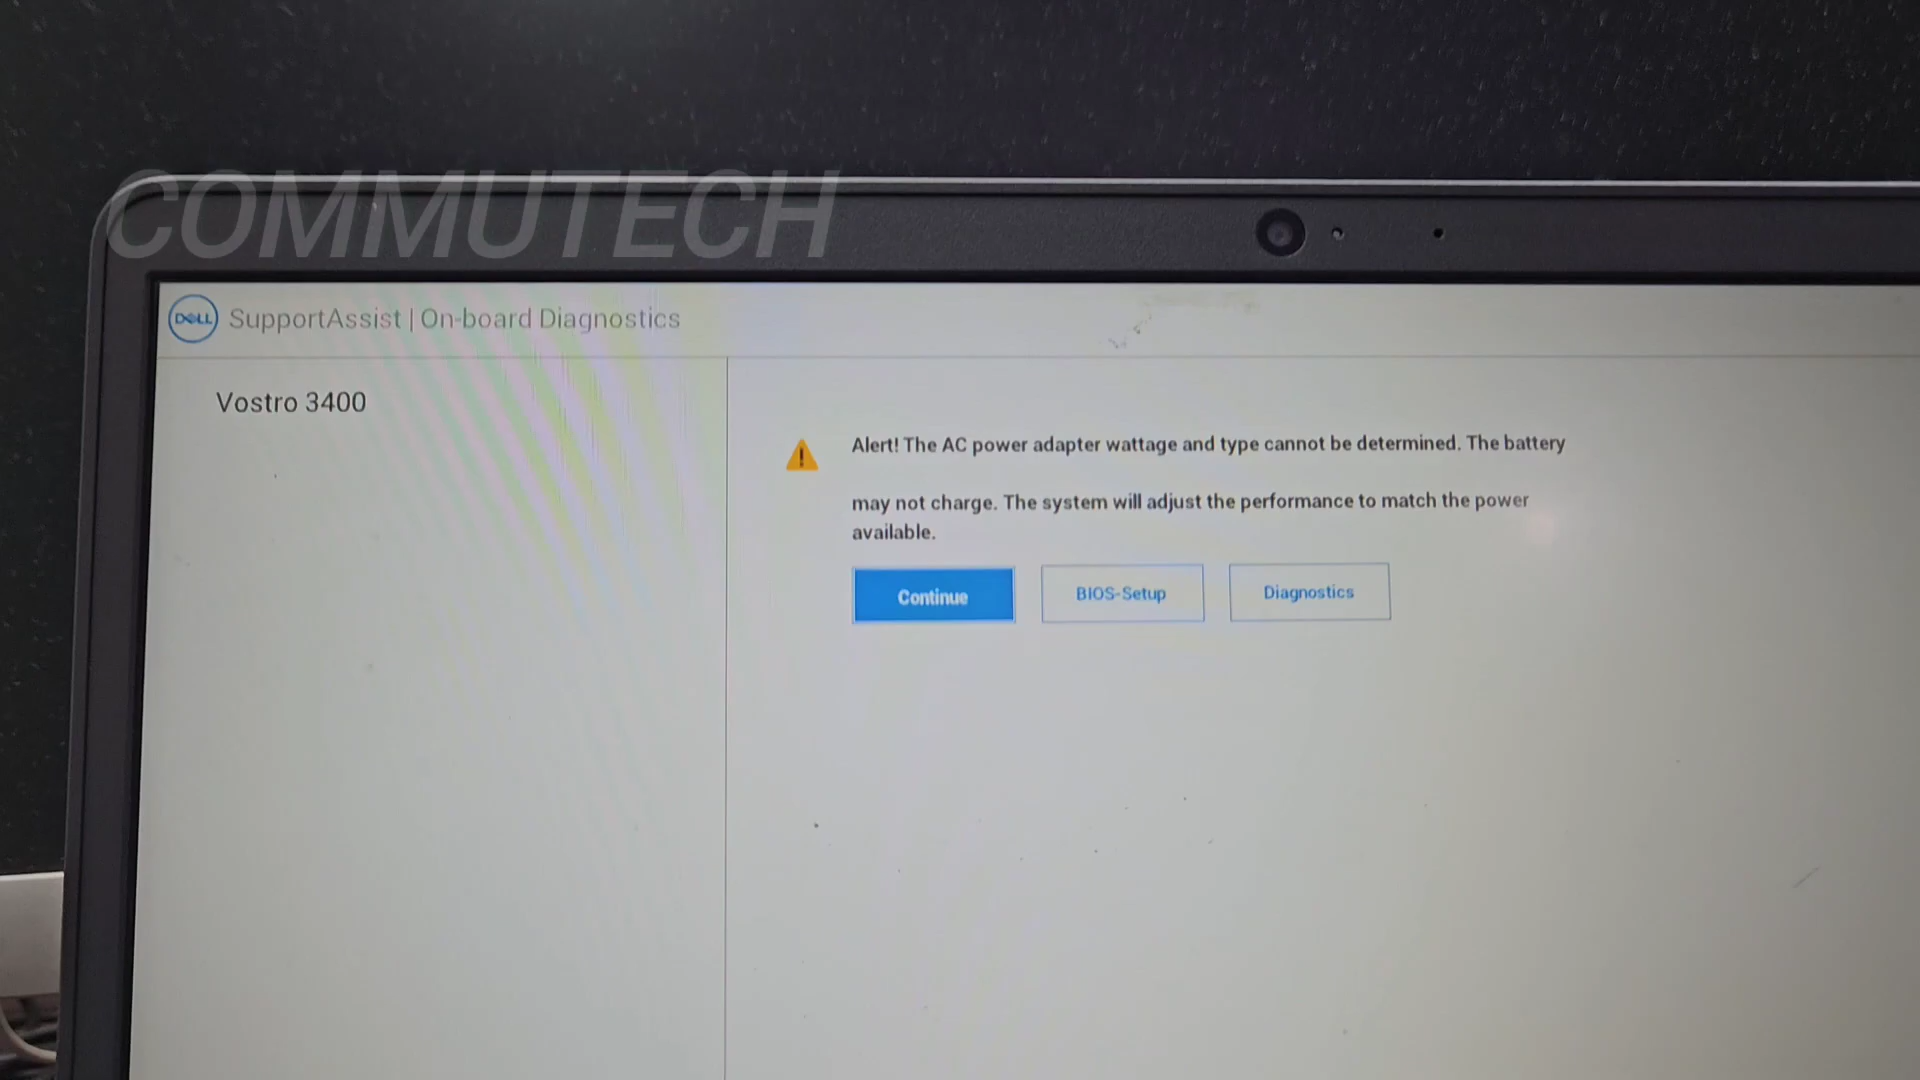 COMMUTECH
DELL SupportAssist | On-board Diagnostics
Vostro 3400
Alert! The AC power adapter wattage and type cannot be determined. The battery
may not charge. The system will adjust the performance to match the power
available.
Continue BIOS-Setup Diagnostics